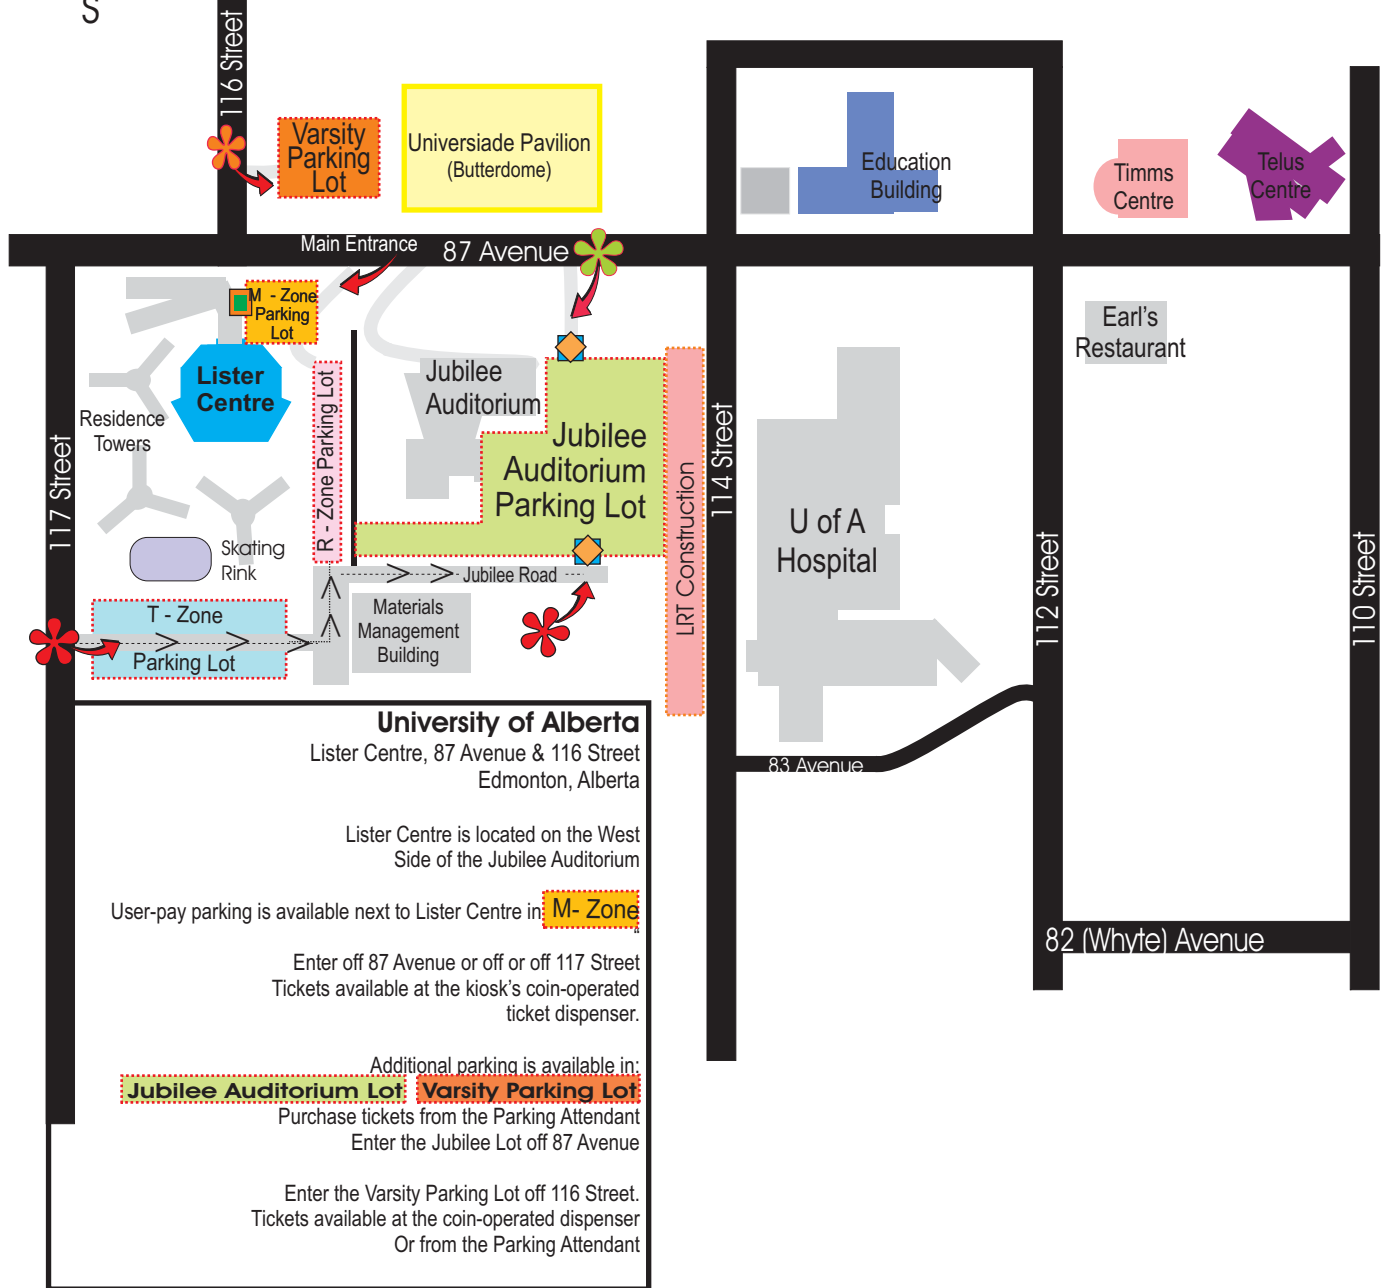 S
116 Street
Varsity
Parking
Lot
Universiade Pavilion
(Butterdome)
Education
Building
Timms
Centre
Telus
Centre
Main Entrance
87 Avenue
M - Zone
Parking
Lot
Earl's
Restaurant
Lister
Centre
Jubilee
Auditorium
R - Zone Parking Lot
Residence
Towers
Jubilee
Auditorium
Parking Lot
117 Street
114 Street
LRT Construction
U of A
Hospital
Skating
Rink
Jubilee Road
112 Street
110 Street
T - Zone
Parking Lot
Materials
Management
Building
83 Avenue
82 (Whyte) Avenue
University of Alberta
Lister Centre, 87 Avenue & 116 Street
Edmonton, Alberta
Lister Centre is located on the West
Side of the Jubilee Auditorium
User-pay parking is available next to Lister Centre in M- Zone
Enter off 87 Avenue or off or off 117 Street
Tickets available at the kiosk's coin-operated
ticket dispenser.
Additional parking is available in:
Jubilee Auditorium Lot Varsity Parking Lot
Purchase tickets from the Parking Attendant
Enter the Jubilee Lot off 87 Avenue
Enter the Varsity Parking Lot off 116 Street.
Tickets available at the coin-operated dispenser
Or from the Parking Attendant